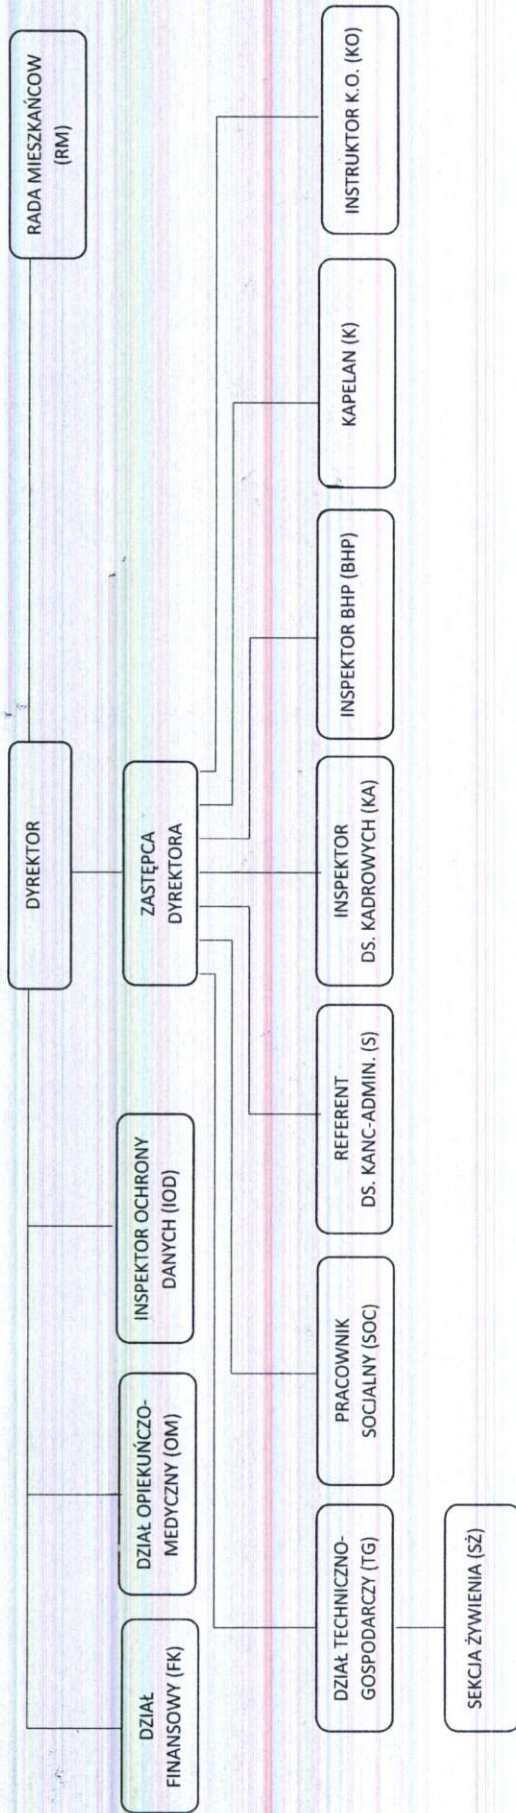 DYREKTOR
RADA MIESZKAŃCOW
(RM)
DZIAŁ
FINANSOWY (FK)
DZIAŁ OPIEKUŃCZO-
MEDYCZNY (OM)
INSPEKTOR OCHRONY
DANYCH (IOD)
ZASTĘPCA
DYREKTORA
DZIAŁ TECHNICZNO-
GOSPODARCZY (TG)
PRACOWNIK
SOCJALNY (SOC)
REFERENT
DS. KANC-ADMIN. (S)
INSPEKTOR
DS. KADROWYCH (KA)
INSPEKTOR BHP (BHP)
KAPELAN (K)
INSTRUKTOR K.O. (KO)
SEKCJA ŻYWIENIA (SŻ)